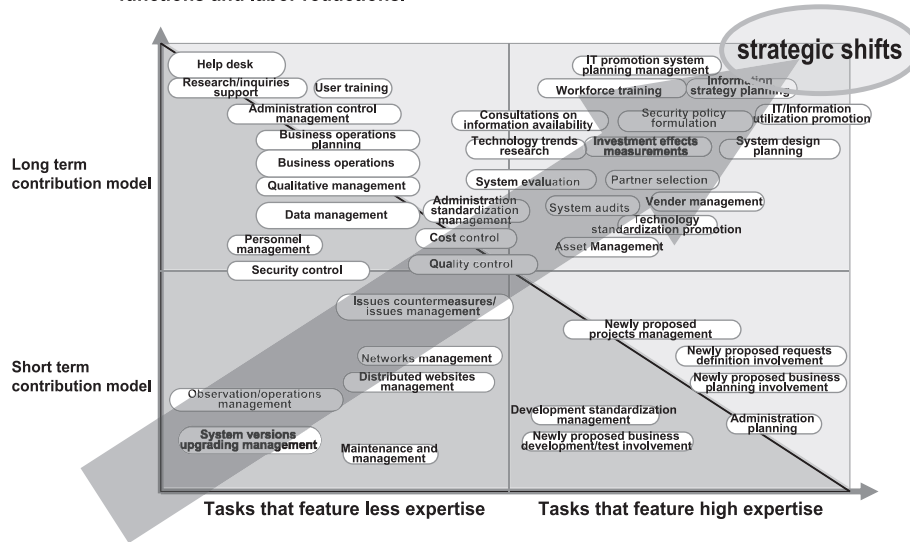 functions and labor reductions.
strategic shifts
Help desk
Research/inquiries
support
User training
Administration control
management
Business operations
planning
Business operations
Qualitative management
Data management
Personnel
management
Security control
IT promotion system
planning management
Workforce training
Information
strategy planning
Consultations on
information availability
Security policy
formulation
IT/Information
utilization promotion
Technology trends
research
Investment effects
measurements
System design
planning
System evaluation
Partner selection
Administration
standardization
management
System audits
Vender management
Technology
standardization promotion
Cost control
Asset Management
Quality control
Long term
contribution model
Issues countermeasures/
issues management
Networks management
Distributed websites
management
Observation/operations
management
System versions
upgrading management
Maintenance and
management
Newly proposed
projects management
Newly proposed requests
definition involvement
Newly proposed business
planning involvement
Development standardization
management
Administration
planning
Newly proposed business
development/test involvement
Short term
contribution model
Tasks that feature less expertise
Tasks that feature high expertise